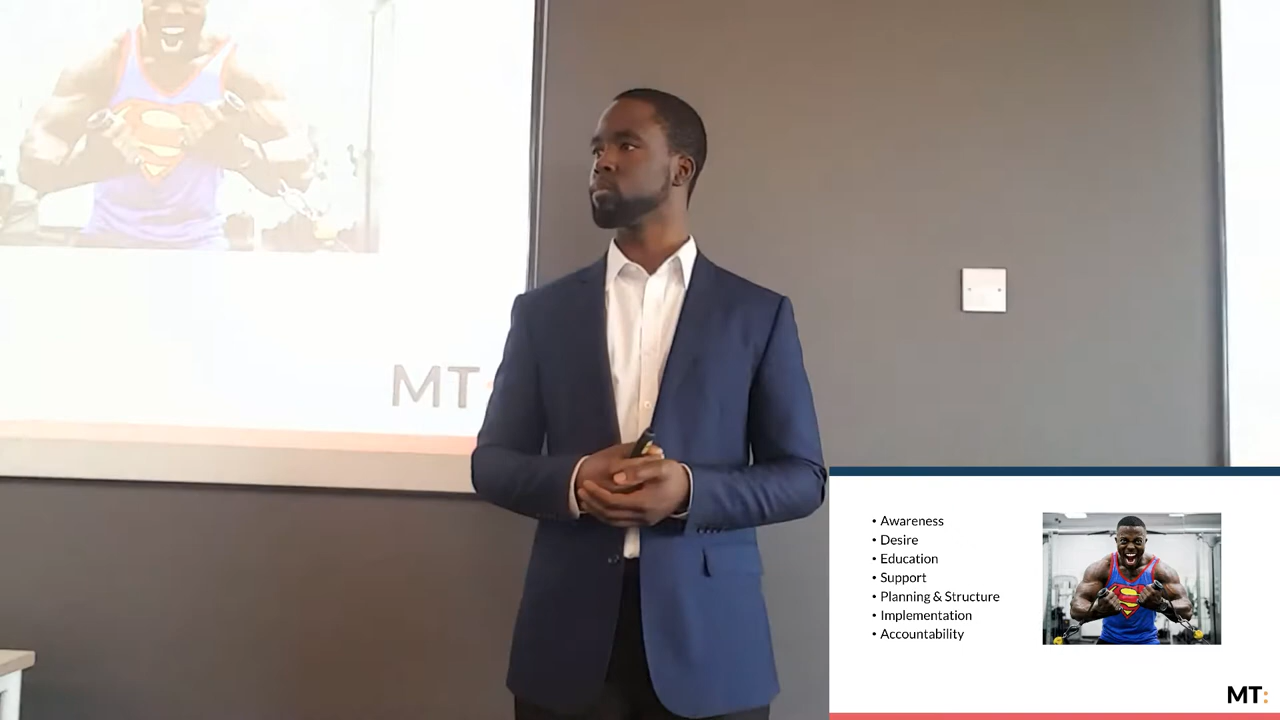 MT:
• Awareness
• Desire
• Education
• Support
• Planning & Structure
• Implementation
• Accountability
MT: